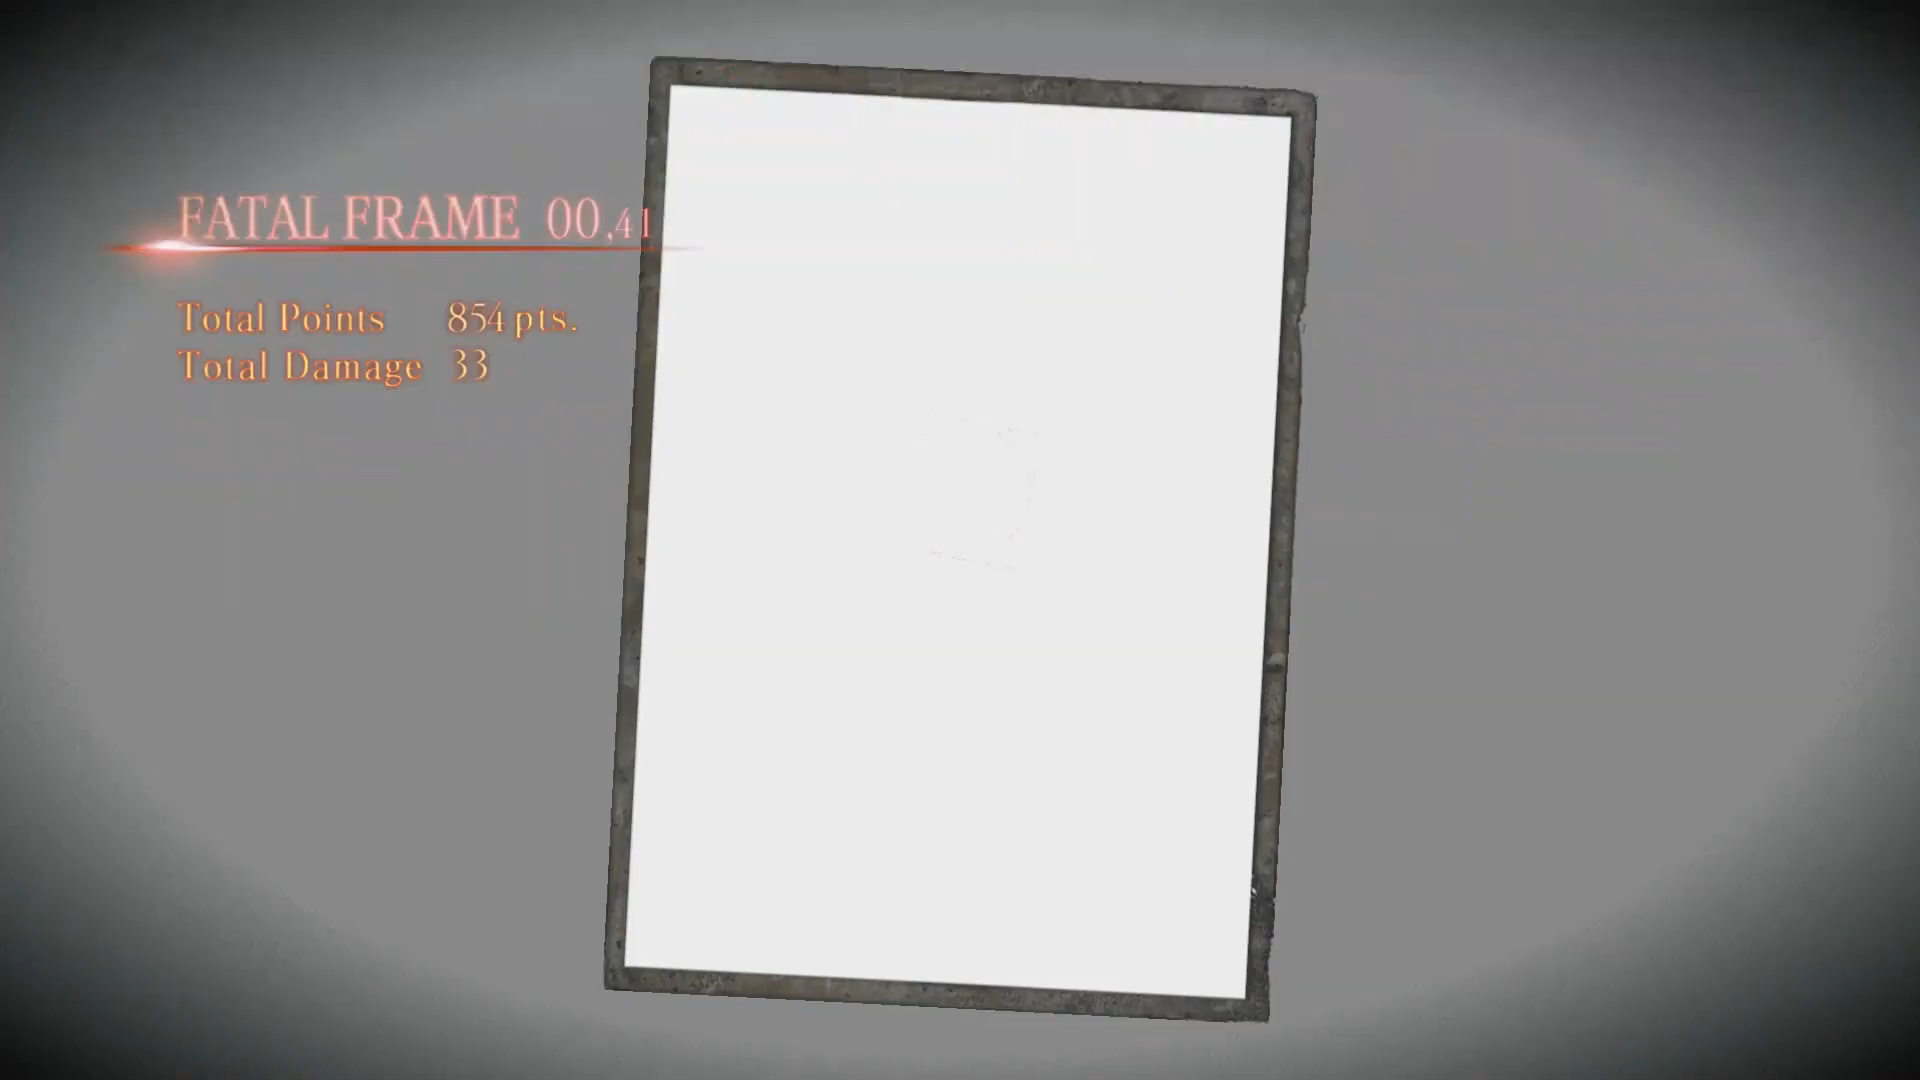 FATAL FRAME 00,41
Total Points 854 pts.
Total Damage 33